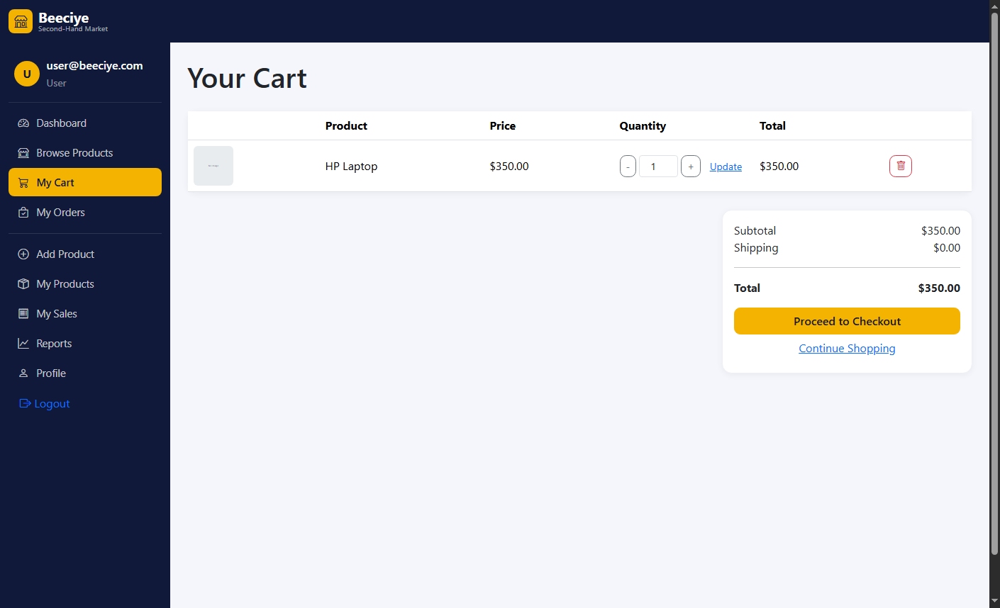 Beeciye
Second-Hand Market
U
user@beeciye.com
User
Dashboard
Browse Products
My Cart
My Orders
Add Product
My Products
My Sales
Reports
Profile
Logout
Your Cart
Product Price Quantity Total
HP Laptop $350.00 - 1 + Update $350.00
Subtotal $350.00
Shipping $0.00
Total $350.00
Proceed to Checkout
Continue Shopping